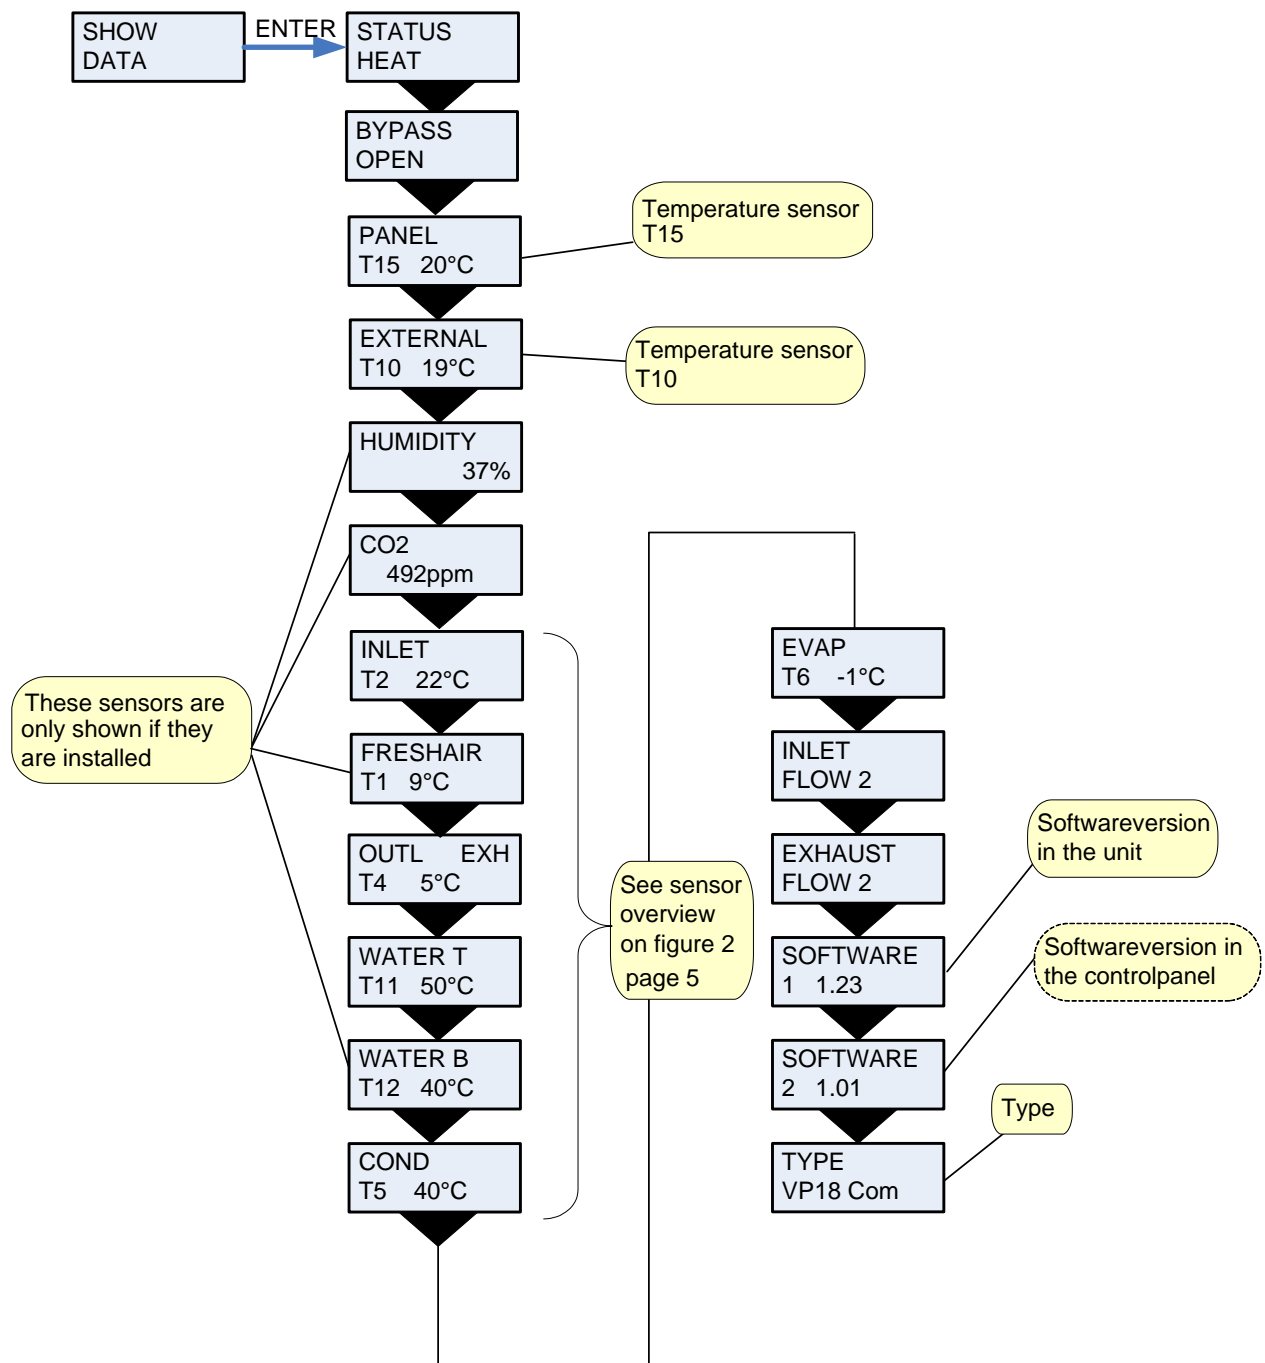 SHOW
DATA
ENTER
STATUS
HEAT
BYPASS
OPEN
PANEL
T15 20°C
Temperature sensor
T15
EXTERNAL
T10 19°C
Temperature sensor
T10
HUMIDITY
37%
CO2
492ppm
INLET
T2 22°C
FRESHAIR
T1 9°C
OUTL EXH
T4 5°C
WATER T
T11 50°C
WATER B
T12 40°C
COND
T5 40°C
These sensors are
only shown if they
are installed
See sensor
overview
on figure 2
page 5
EVAP
T6 -1°C
INLET
FLOW 2
EXHAUST
FLOW 2
SOFTWARE
1 1.23
Softwareversion
in the unit
SOFTWARE
2 1.01
Softwareversion in
the controlpanel
TYPE
VP18 Com
Type